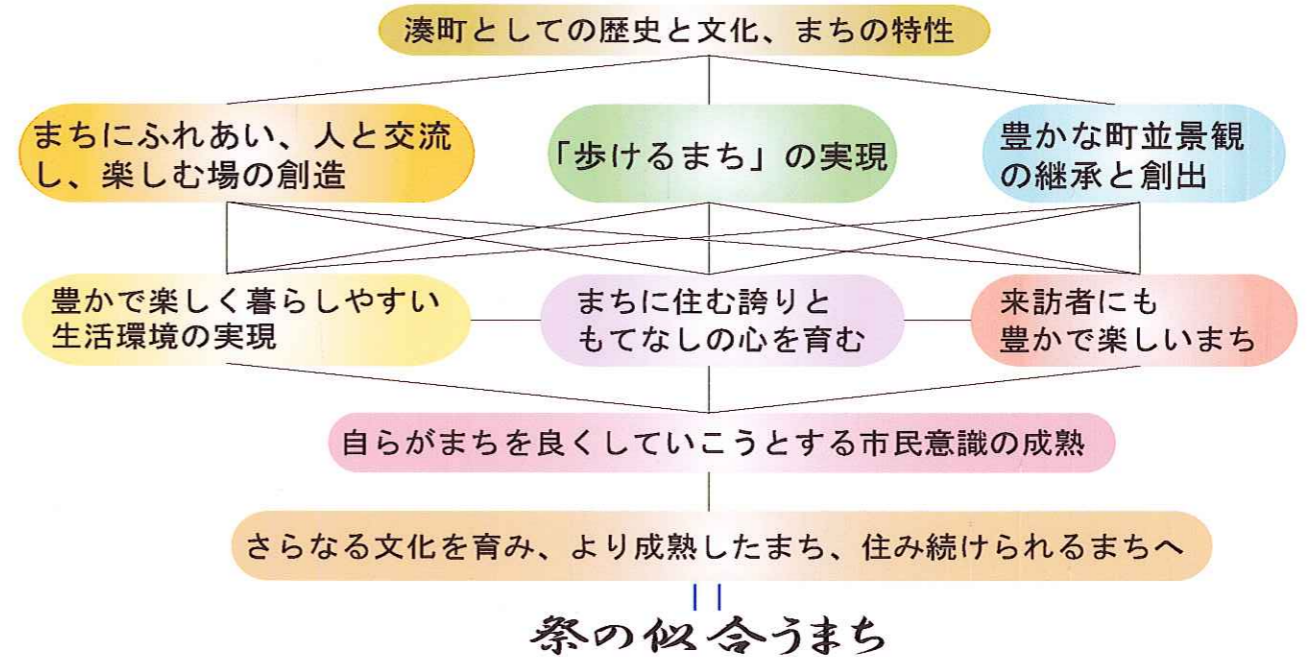 湊町としての歴史と文化、まちの特性
まちにふれあい、人と交流
し、楽しむ場の創造
「歩けるまち」の実現
豊かな町並景観
の継承と創出
豊かで楽しく暮らしやすい
生活環境の実現
まちに住む誇りと
もてなしの心を育む
来訪者にも
豊かで楽しいまち
自らがまちを良くしていこうとする市民意識の成熟
さらなる文化を育み、より成熟したまち、住み続けられるまちへ
祭の似合うまち